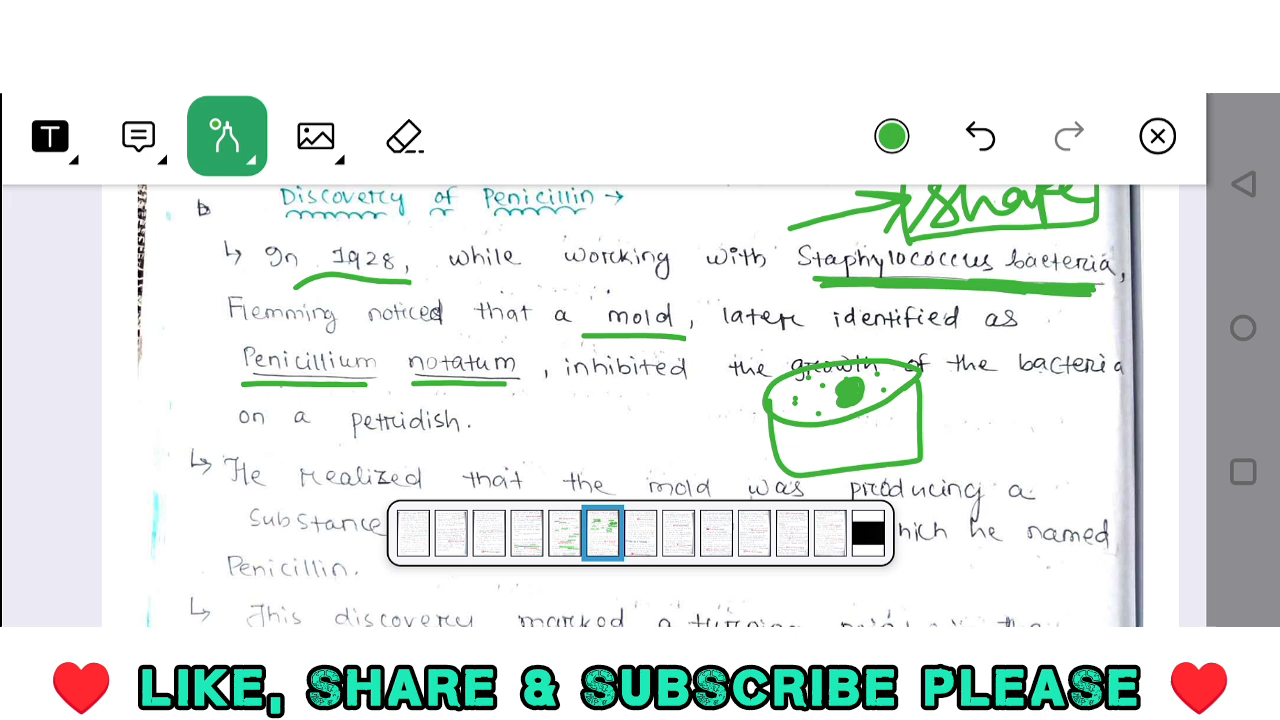 T
share
Discovery of Penicillin →
↳ In 1928, while working with Staphylococcus bacteria,
Flemming noticed that a mold, later identified as
Penicillium notatum, inhibited the growth of the bacteria
on a petridish.
↳ He realized that the mold was producing a
Substance which he named
Penicillin.
↳ This discovery marked a turning
LIKE, SHARE & SUBSCRIBE PLEASE